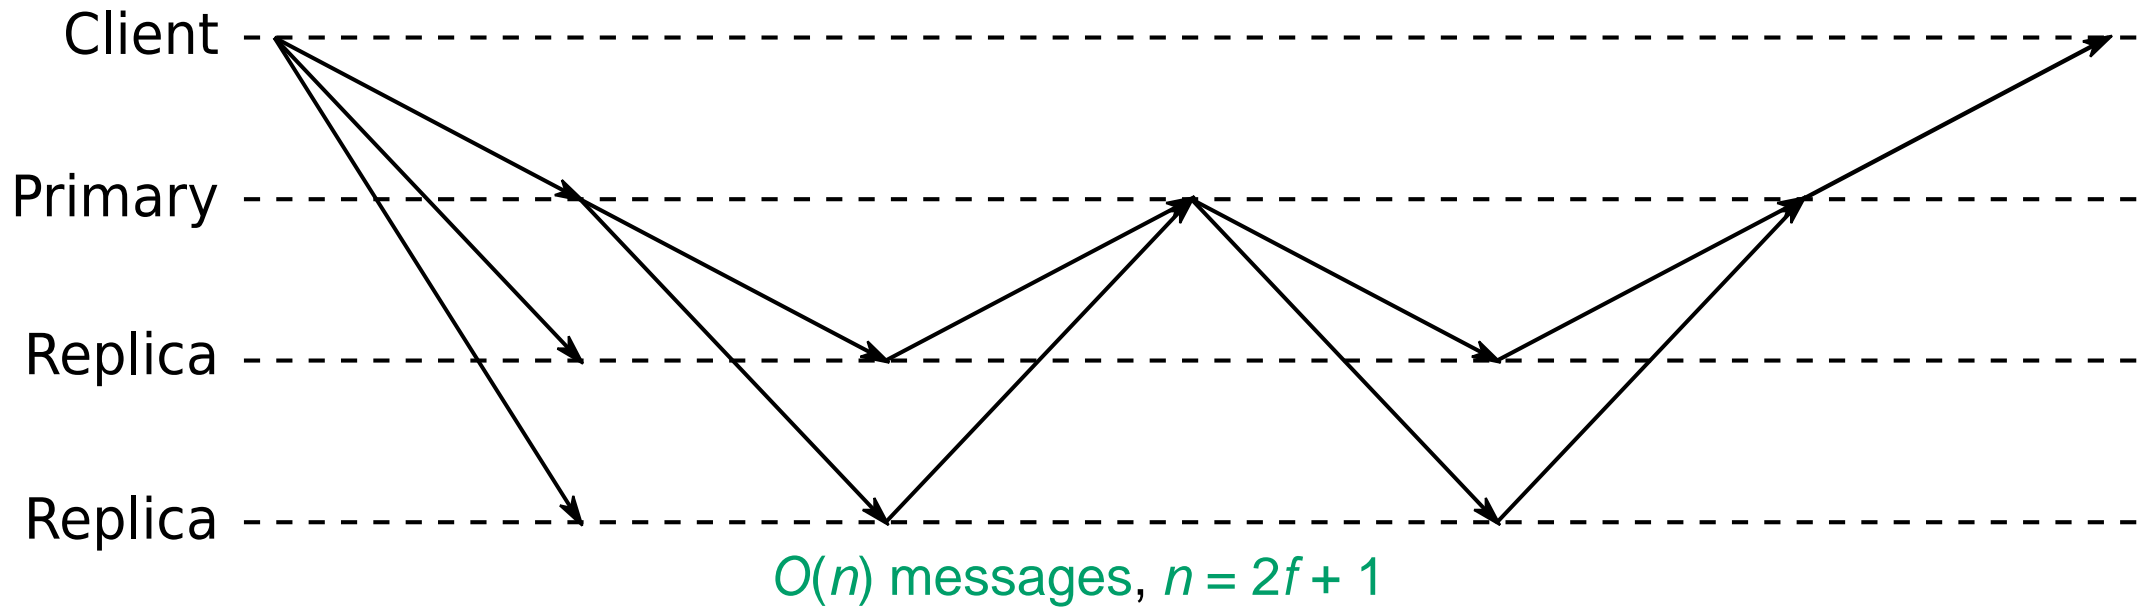 Client
Primary
Replica
Replica
O(n) messages, n = 2f + 1